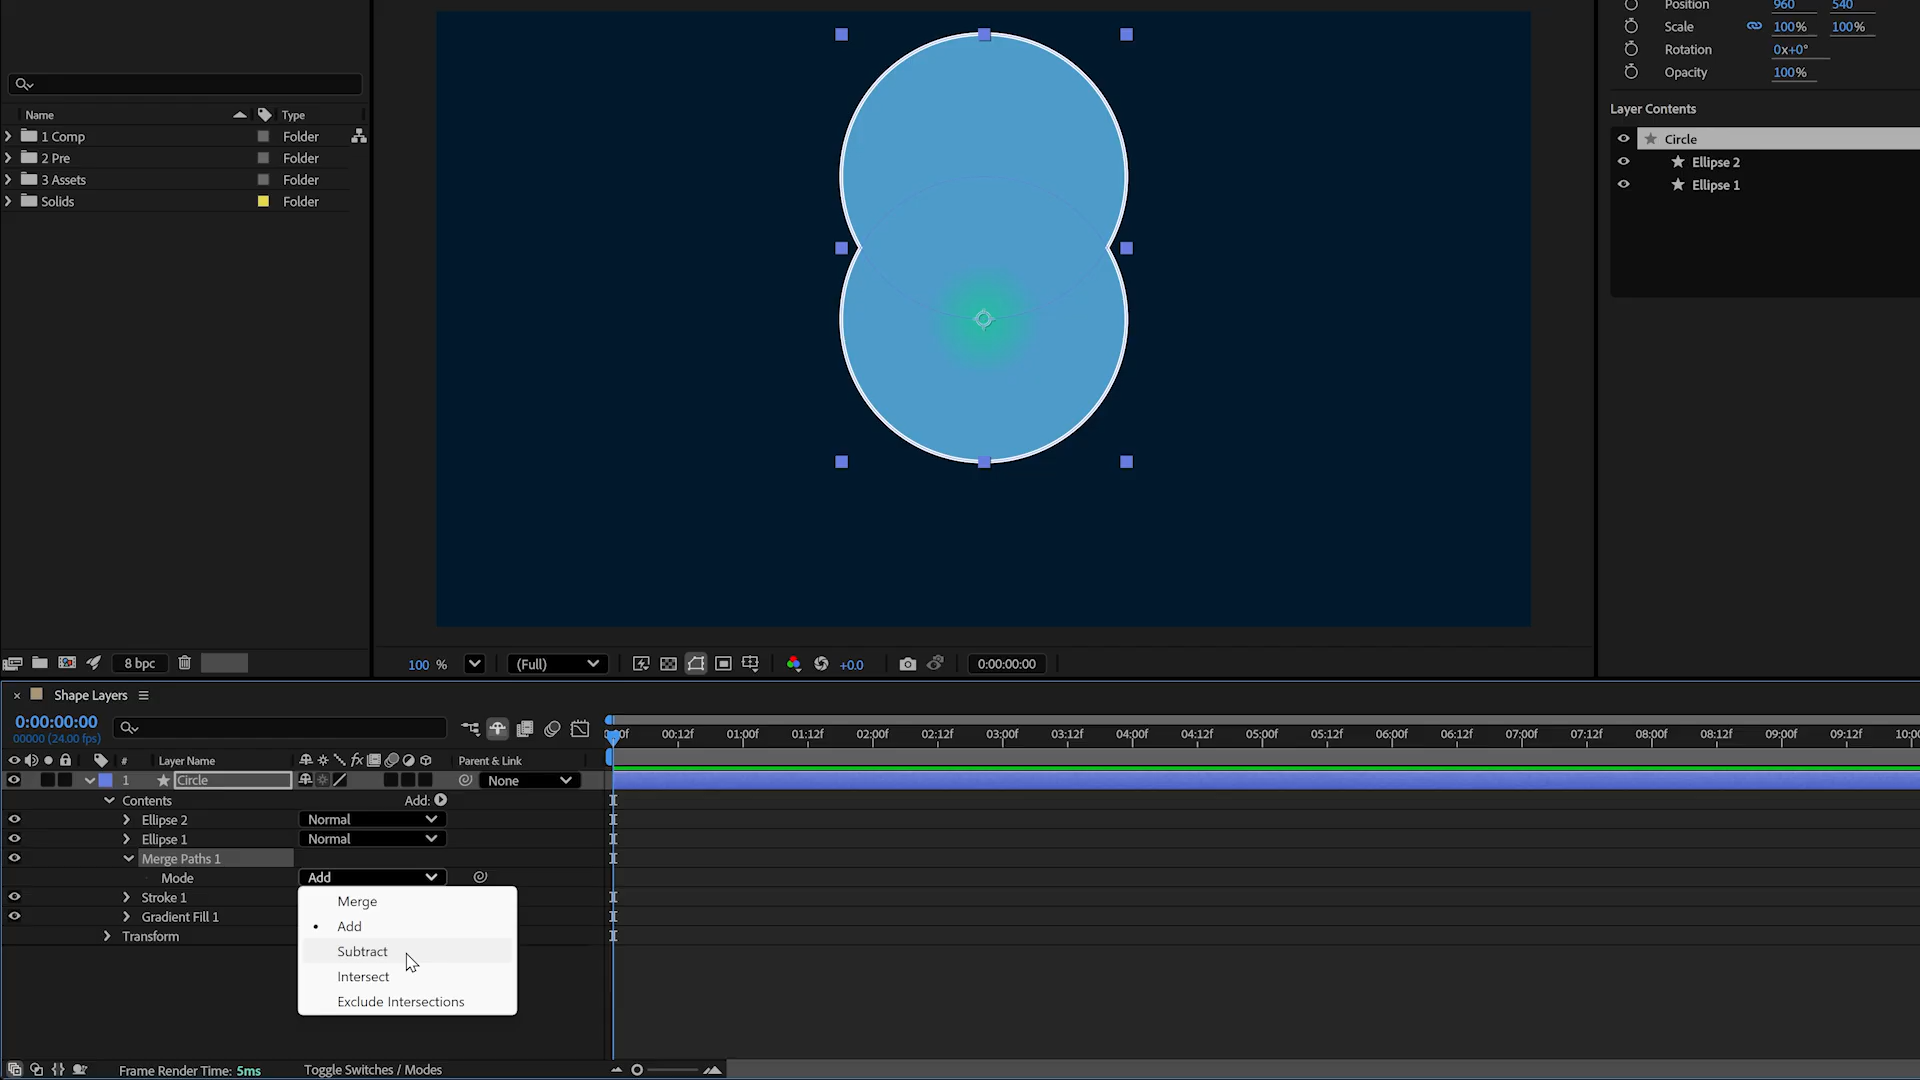 Position 960 540
Scale 100% 100%
Rotation 0x+0°
Opacity 100%
Layer Contents
Circle
Ellipse 2
Ellipse 1
Name Type
1 Comp Folder
2 Pre Folder
3 Assets Folder
Solids Folder
8 bpc
100 %
(Full)
+0.0
0:00:00:00
Shape Layers
0:00:00:00
00000 (24.00 fps)
00:12f 01:00f 01:12f 02:00f 02:12f 03:00f 03:12f 04:00f 04:12f 05:00f 05:12f 06:00f 06:12f 07:00f 07:12f 08:00f 08:12f 09:00f 09:12f
# Layer Name fx Parent & Link
1 Circle None
Contents Add:
Ellipse 2 Normal
Ellipse 1 Normal
Merge Paths 1
Mode Add
Stroke 1
Gradient Fill 1
Transform
Merge
Add
Subtract
Intersect
Exclude Intersections
Frame Render Time: 5ms
Toggle Switches / Modes